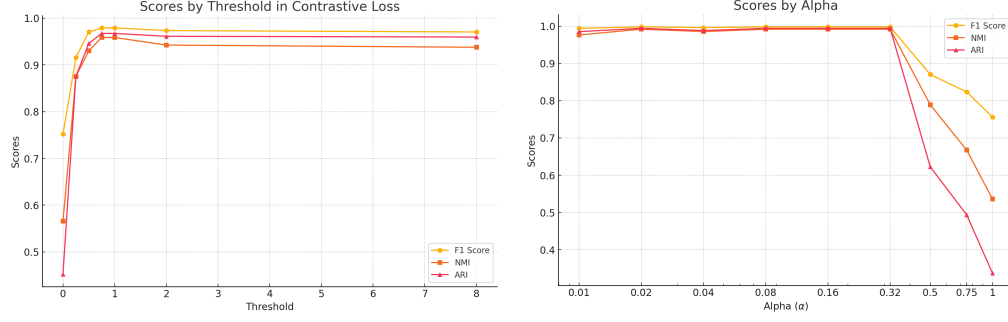 Scores by Threshold in Contrastive Loss
1.0
0.9
0.8
0.7
0.6
0.5
Scores
0 1 2 3 4 5 6 7 8
Threshold
F1 Score
NMI
ARI
Scores by Alpha
1.0
0.9
0.8
0.7
0.6
0.5
0.4
Scores
0.01 0.02 0.04 0.08 0.16 0.32 0.5 0.75 1
Alpha (α)
F1 Score
NMI
ARI